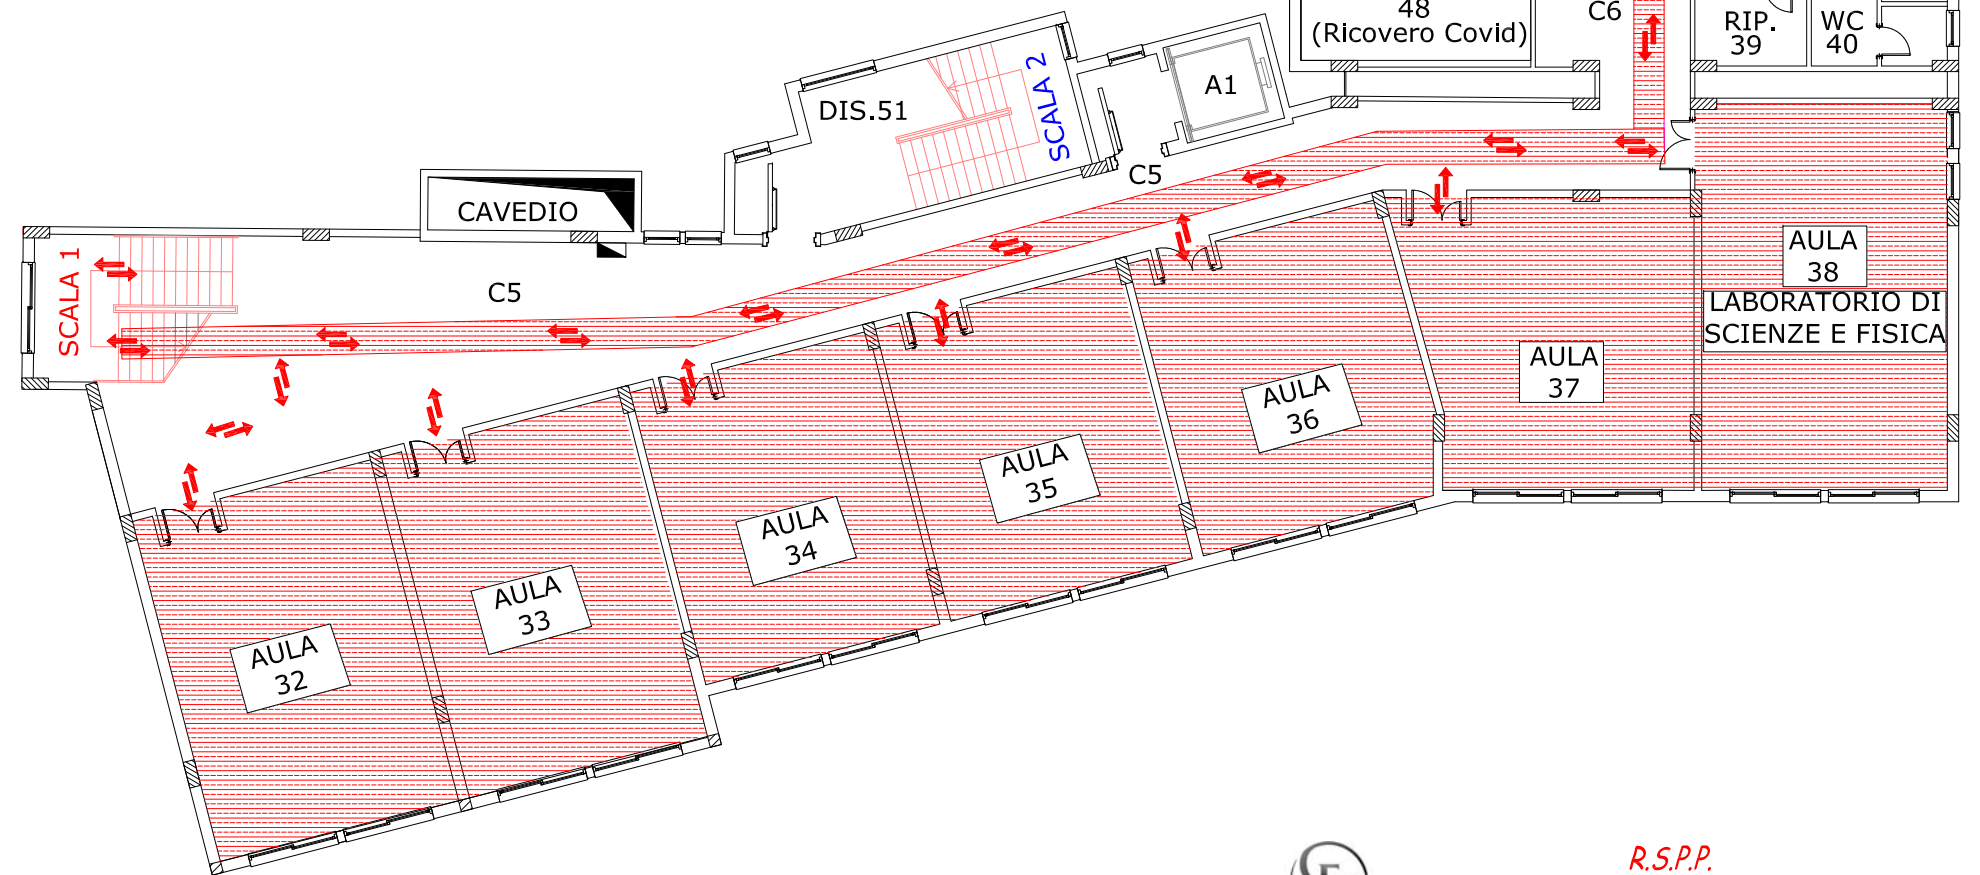 48
(Ricovero Covid)
C6
RIP.
39
WC
40
A1
DIS.51
SCALA 2
C5
CAVEDIO
SCALA 1
C5
AULA
38
LABORATORIO DI
SCIENZE E FISICA
AULA
37
AULA
36
AULA
35
AULA
34
AULA
33
AULA
32
R.S.P.P.